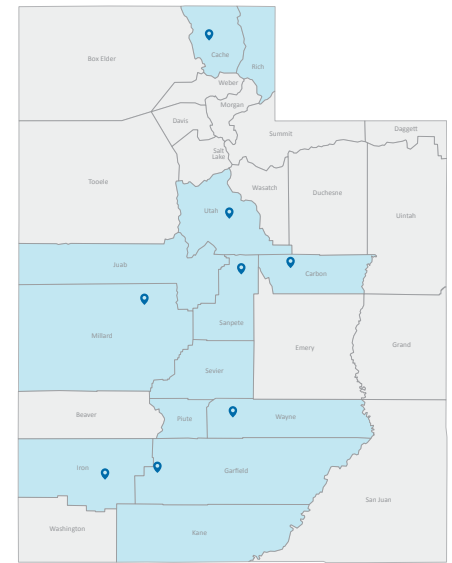 Cache
Rich
Box Elder
Weber
Morgan
Davis
Summit
Daggett
Salt
Lake
Tooele
Wasatch
Duchesne
Uintah
Utah
Juab
Carbon
Millard
Sanpete
Emery
Grand
Sevier
Beaver
Piute
Wayne
Iron
Garfield
San Juan
Washington
Kane